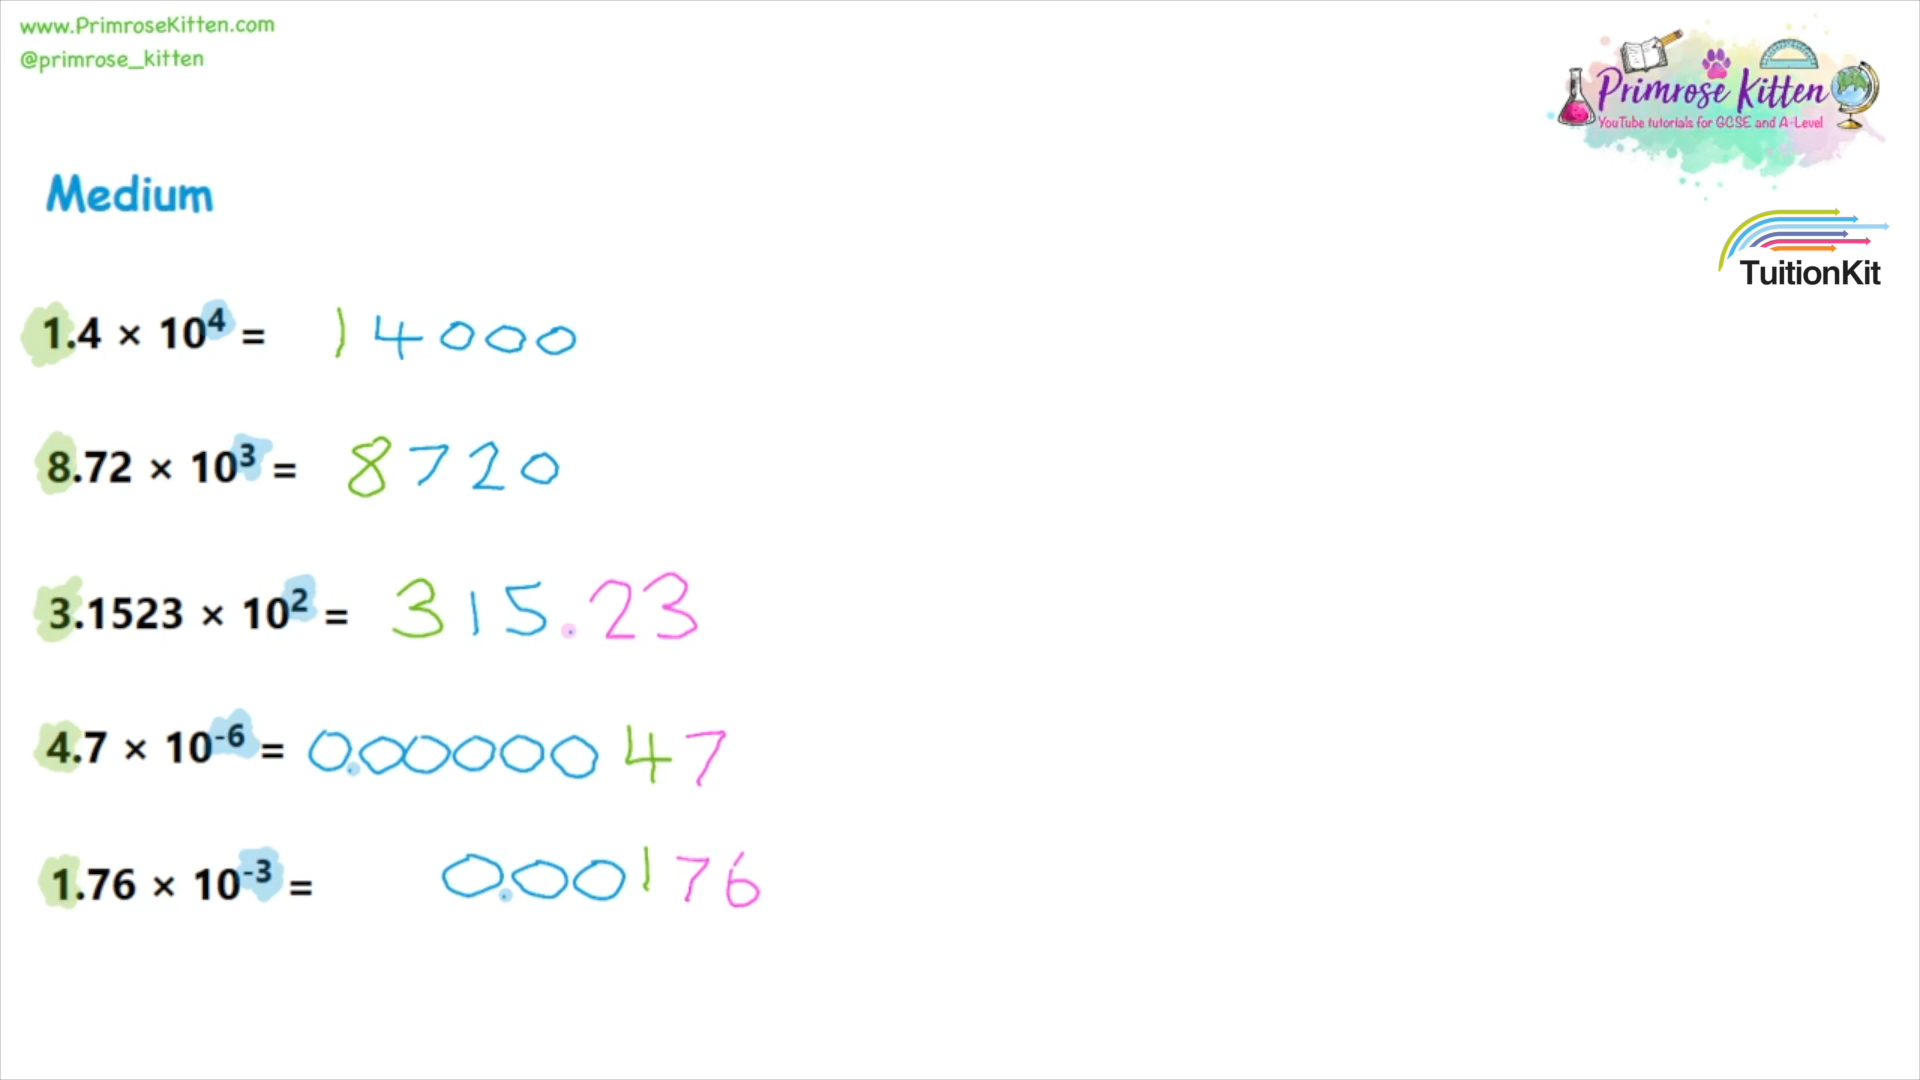 www.PrimroseKitten.com
@primrose_kitten
Primrose Kitten
YouTube tutorials for GCSE and A-Level
TuitionKit
Medium
1.4 × 10⁴ = 14000
8.72 × 10³ = 8720
3.1523 × 10² = 315.23
4.7 × 10⁻⁶ = 0.0000047
1.76 × 10⁻³ = 0.00176